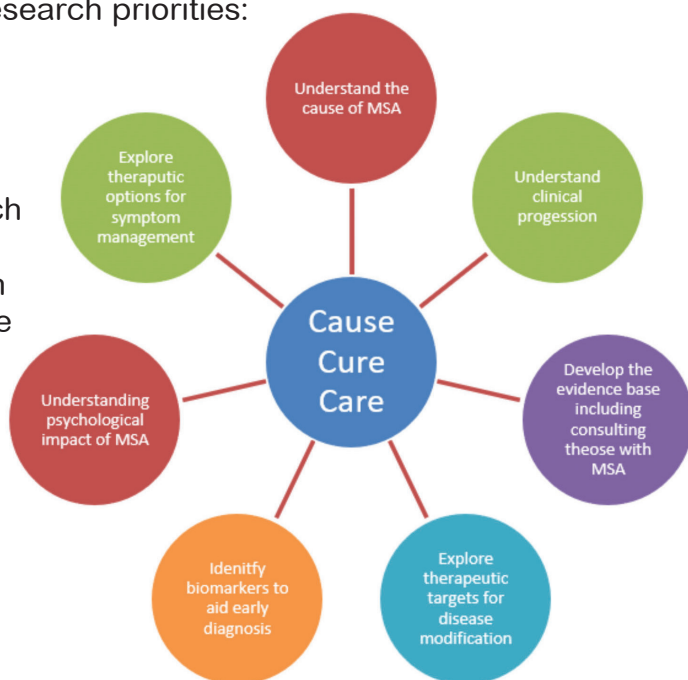 esearch priorities:
ch
n
e
Understand the
cause of MSA
Understand
clinical
progession
Develop the
evidence base
including
consulting
theose with
MSA
Explore
therapeutic
targets for
disease
modification
Idenitfy
biomarkers to
aid early
diagnosis
Understanding
psychological
impact of MSA
Explore
theraputic
options for
symptom
management
Cause
Cure
Care